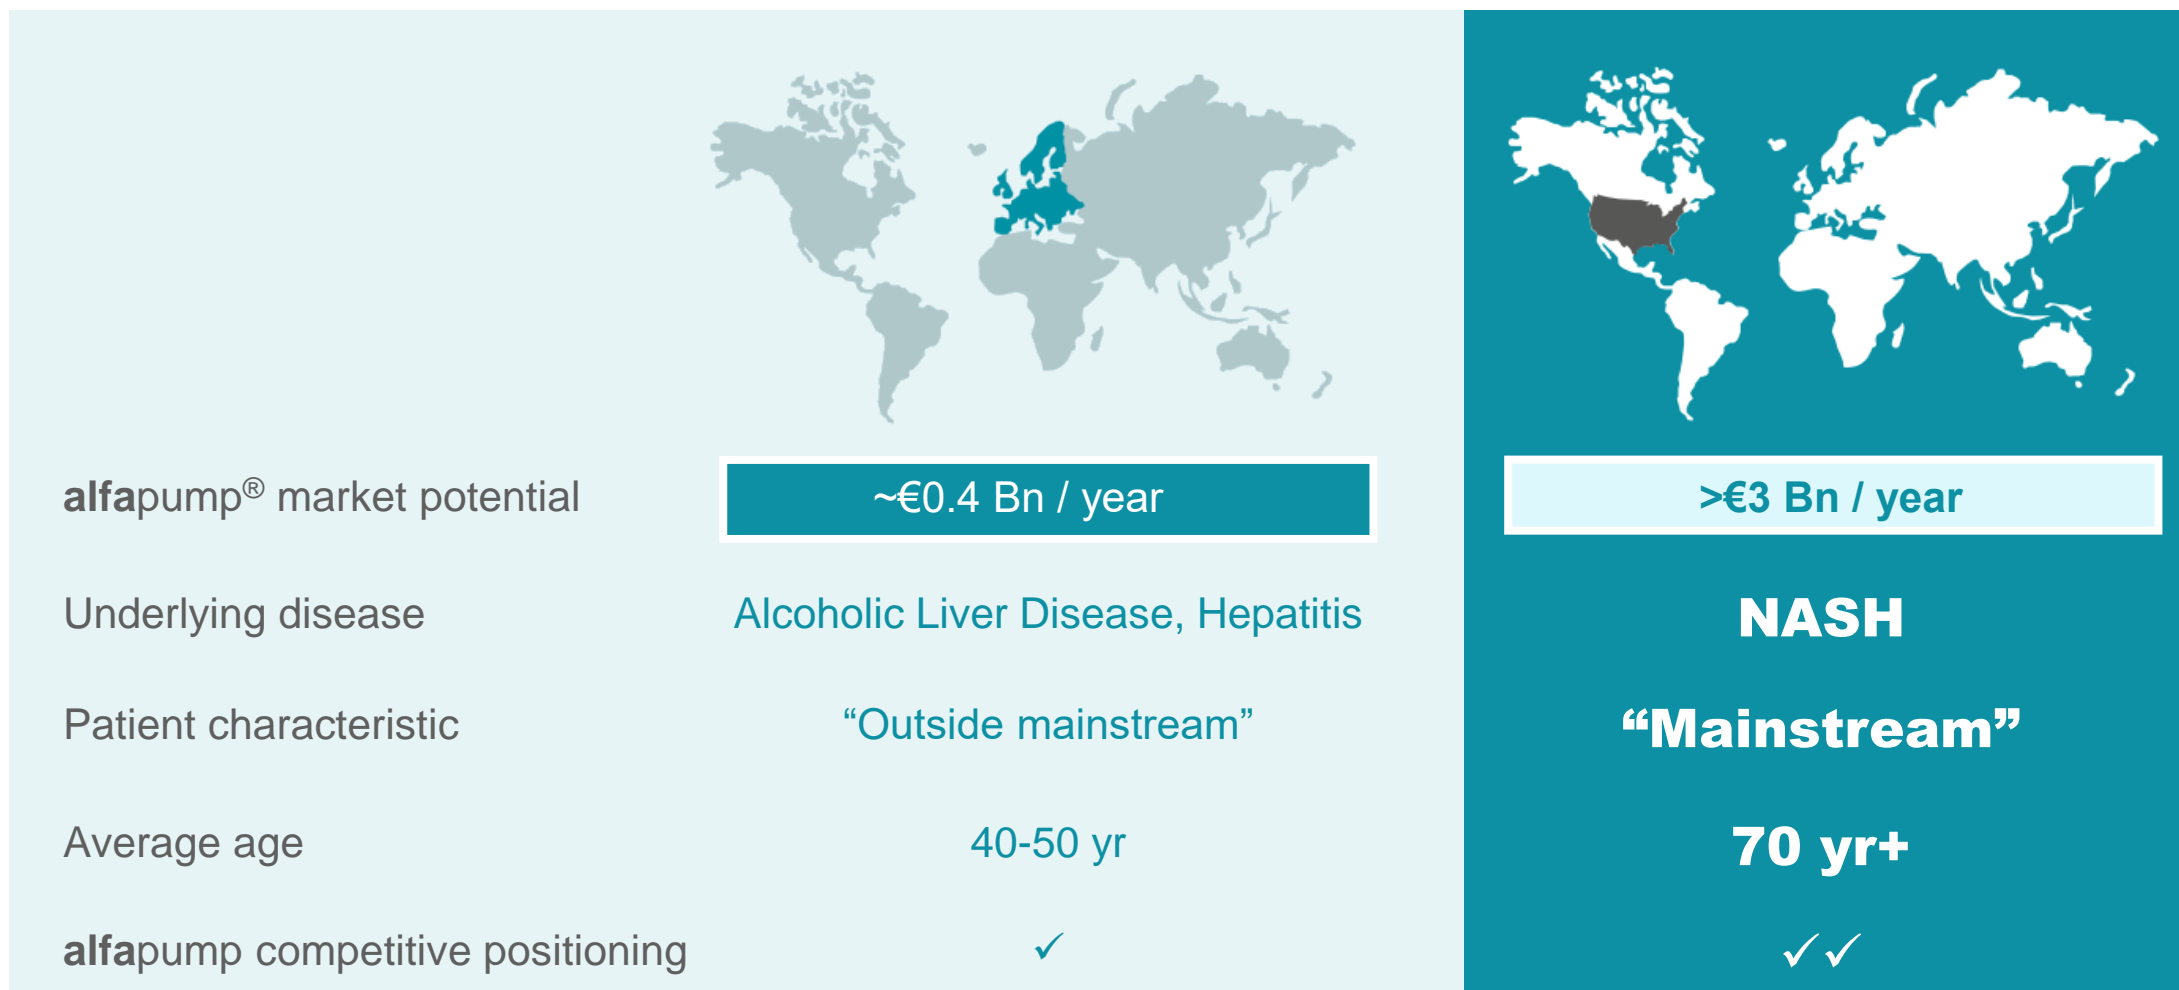 alfapump® market potential ~€0.4 Bn / year >€3 Bn / year
Underlying disease Alcoholic Liver Disease, Hepatitis NASH
Patient characteristic “Outside mainstream” “Mainstream”
Average age 40-50 yr 70 yr+
alfapump competitive positioning ✓ ✓✓